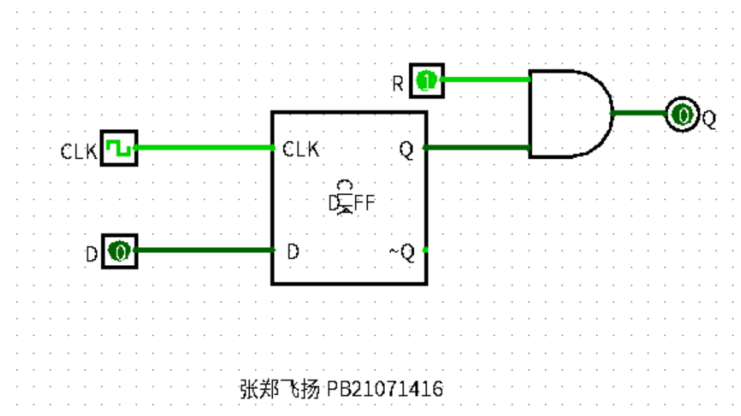 R 1
CLK CLK Q 0 Q
D FF
D 0 D ~Q
张郑飞扬 PB21071416